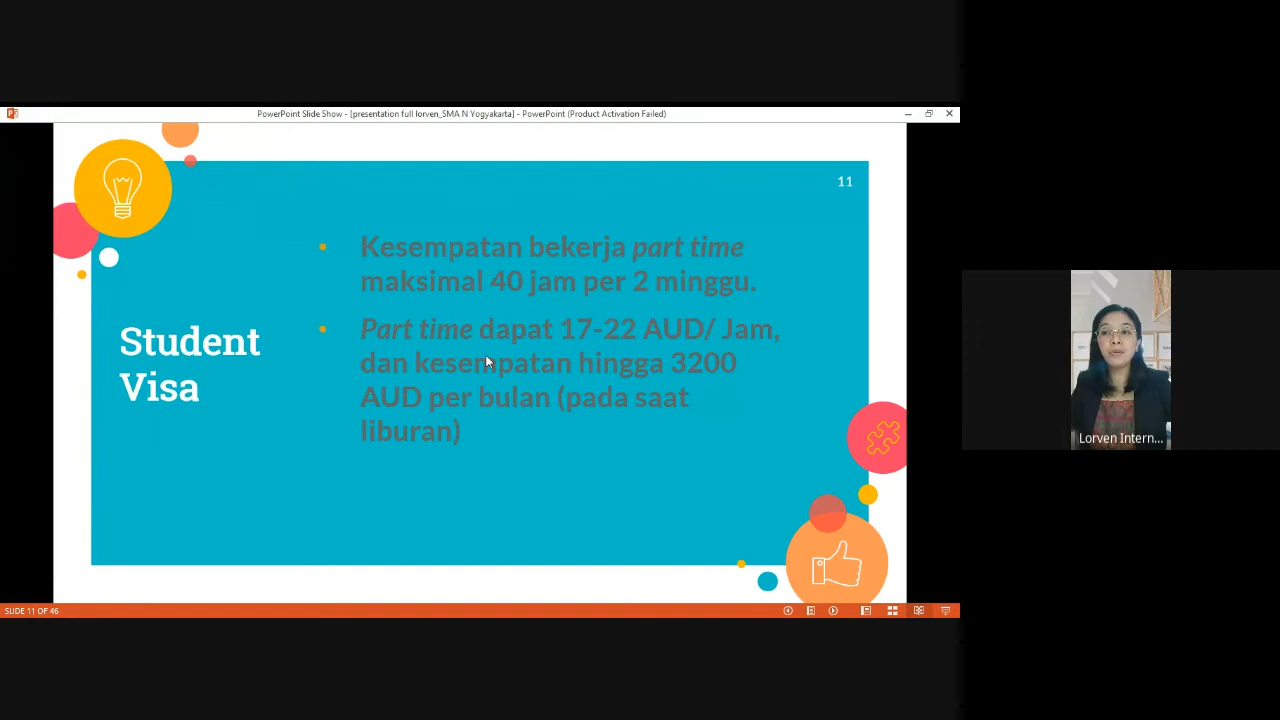 PowerPoint Slide Show - [presentation full lorven_SMA N Yogyakarta] - PowerPoint (Product Activation Failed)
11
Student
Visa
Kesempatan bekerja part time
maksimal 40 jam per 2 minggu.
Part time dapat 17-22 AUD/ Jam,
dan kesempatan hingga 3200
AUD per bulan (pada saat
liburan)
Lorven Intern...
SLIDE 11 OF 46